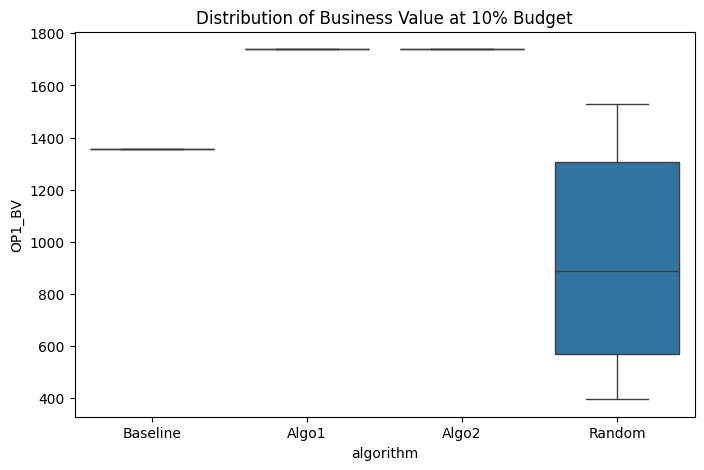 Distribution of Business Value at 10% Budget
1800
1600
1400
1200
1000
800
600
400
OP1_BV
Baseline
Algo1
Algo2
Random
algorithm